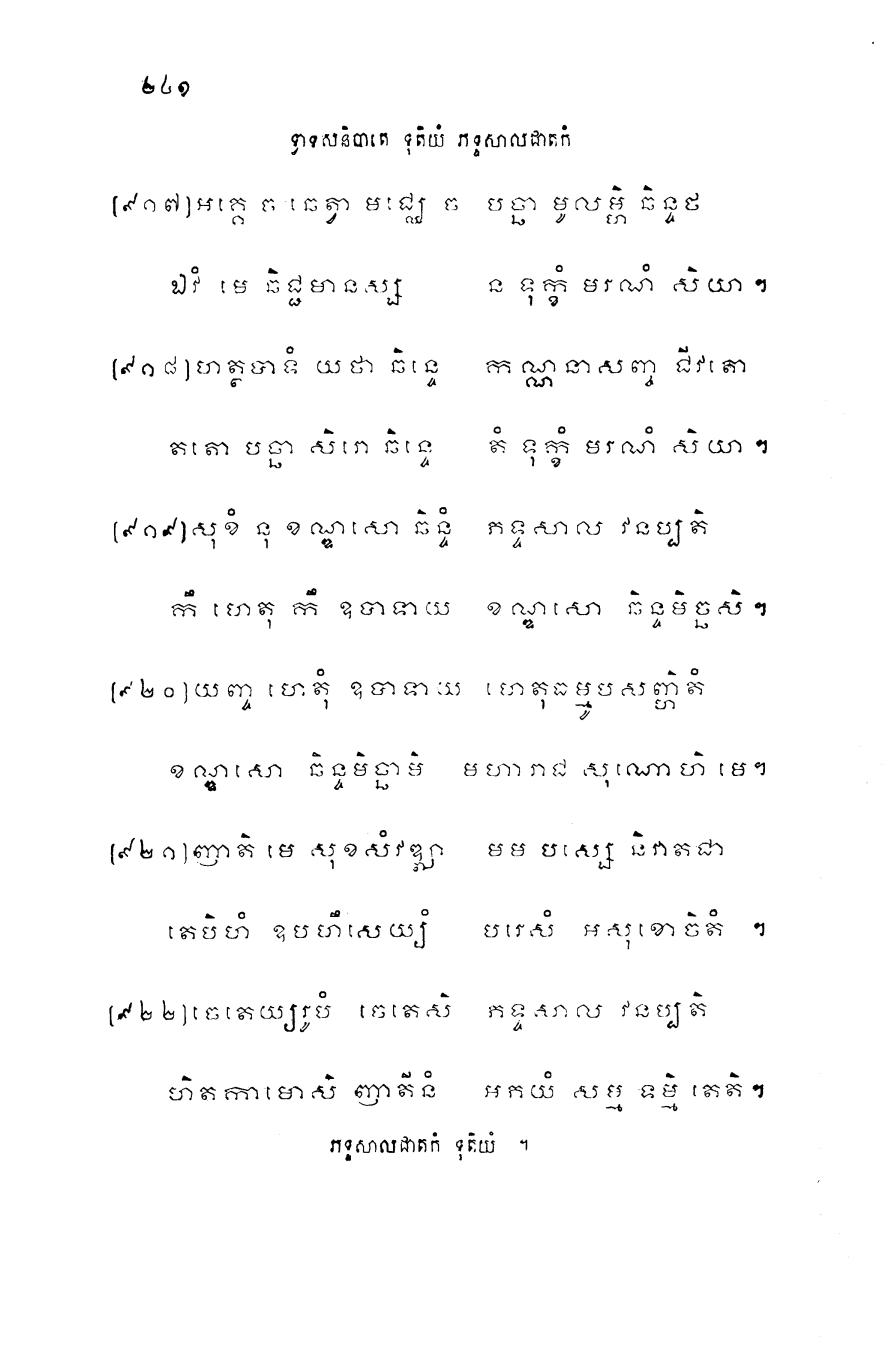 ២៤១
ទ្វាទសនិបាតេ ទុតិយំ ភទ្ទសាលជាតកំ
[៩១៧] អគ្គេ ច ឆេត្វា មជ្ឈេ ច បច្ឆា មូលម្ហិ ឆិន្ទថ
ឯវំ មេ ឆិជ្ជមានស្ស ន ទុក្ខំ មរណំ សិយា ។
[៩១៨] ហត្ថបាទំ យថា ឆិន្ទេ កណ្ណនាសញ្ច ជីវតោ
តតោ បច្ឆា សិរោ ឆិន្ទេ តំ ទុក្ខំ មរណំ សិយា ។
[៩១៩] សុខំ នុ ខណ្ឌសោ ឆិន្ទំ ភទ្ទសាល វនប្បតិ
កឹ ហេតុ កឹ ឧបាទាយ ខណ្ឌសោ ឆិន្ទមិច្ឆសិ ។
[៩២០] យញ្ច ហេតុំ ឧបាទាយ ហេតុធម្មូបសញ្ហិតំ
ខណ្ឌសោ ឆិន្ទមិច្ឆាមិ មហារាជ សុណោហិ មេ ។
[៩២១] ញាតិ មេ សុខសំវឌ្ឍា មម បស្សេ និវាតជា
តេបិហំ ឧបហឹសេយ្យំ បរេសំ អសុខោចិតំ ។
[៩២២] ចេតេយ្យរូបំ ចេតេសិ ភទ្ទសាល វនប្បតិ
ហិតកាមោសិ ញាតីនំ អភយំ សម្ម ទម្មិ តេតិ ។
ភទ្ទសាលជាតកំ ទុតិយំ ។